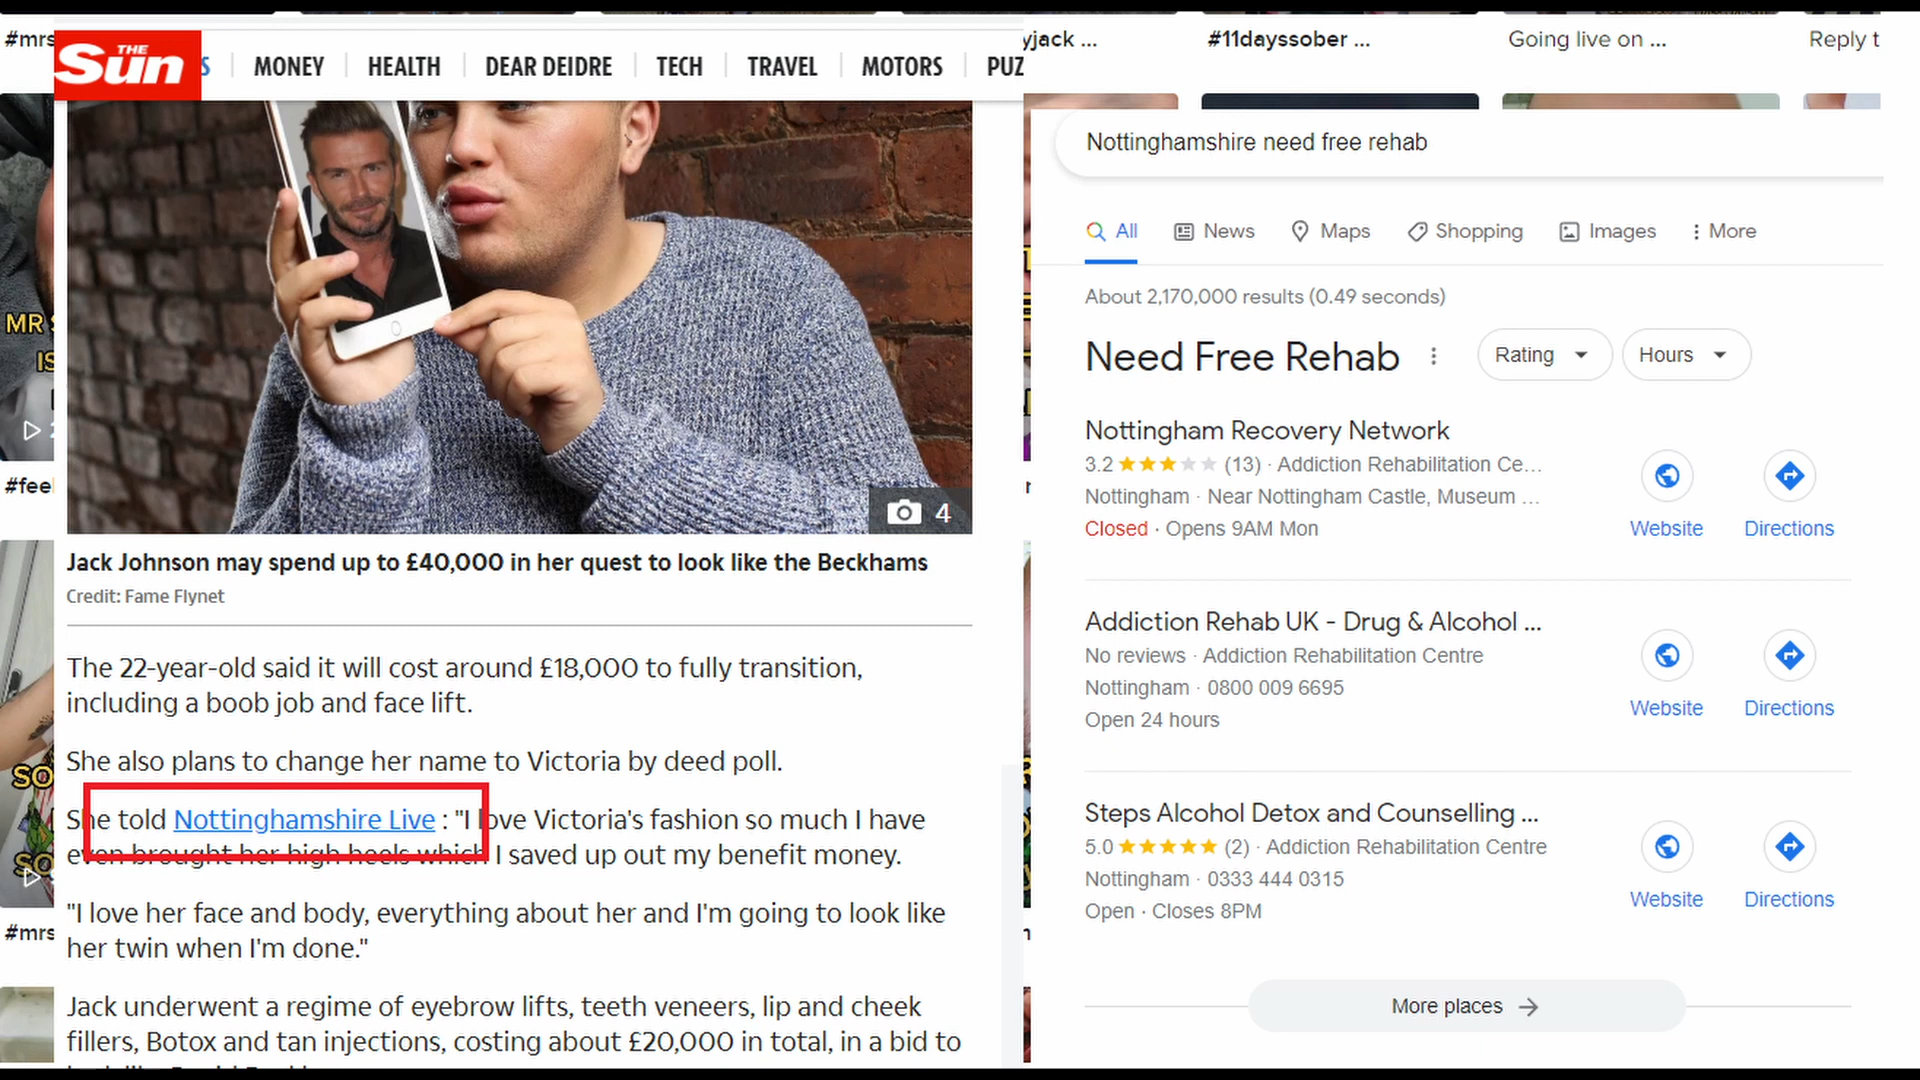 #mrs
THE
Sun
S
MONEY
HEALTH
DEAR DEIDRE
TECH
TRAVEL
MOTORS
PUZ
4
Jack Johnson may spend up to £40,000 in her quest to look like the Beckhams
Credit: Fame Flynet
The 22-year-old said it will cost around £18,000 to fully transition,
including a boob job and face lift.
She also plans to change her name to Victoria by deed poll.
She told Nottinghamshire Live : "I love Victoria's fashion so much I have
even brought her high heels which I saved up out my benefit money.
"I love her face and body, everything about her and I'm going to look like
her twin when I'm done."
Jack underwent a regime of eyebrow lifts, teeth veneers, lip and cheek
fillers, Botox and tan injections, costing about £20,000 in total, in a bid to
MR
IS
#feel
SO
SO
#mrs
yjack ...
#11dayssober ...
Going live on ...
Reply t
Nottinghamshire need free rehab
All
News
Maps
Shopping
Images
More
About 2,170,000 results (0.49 seconds)
Need Free Rehab
Rating
Hours
Nottingham Recovery Network
3.2 (13) · Addiction Rehabilitation Ce...
Nottingham · Near Nottingham Castle, Museum ...
Closed · Opens 9AM Mon
Website
Directions
Addiction Rehab UK - Drug & Alcohol ...
No reviews · Addiction Rehabilitation Centre
Nottingham · 0800 009 6695
Open 24 hours
Website
Directions
Steps Alcohol Detox and Counselling ...
5.0 (2) · Addiction Rehabilitation Centre
Nottingham · 0333 444 0315
Open · Closes 8PM
Website
Directions
More places